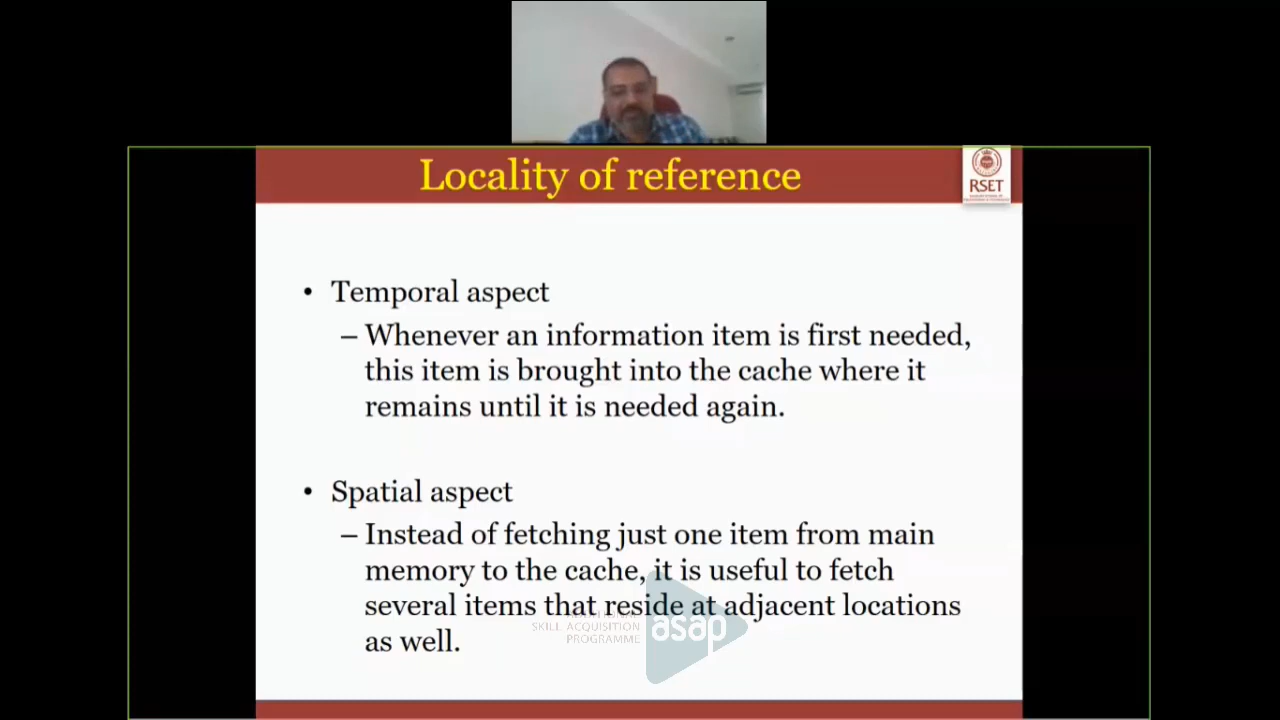 Locality of reference
RSET
• Temporal aspect
– Whenever an information item is first needed,
this item is brought into the cache where it
remains until it is needed again.
• Spatial aspect
– Instead of fetching just one item from main
memory to the cache, it is useful to fetch
several items that reside at adjacent locations
as well.
SKILL ACQUISITION
PROGRAMME
asap